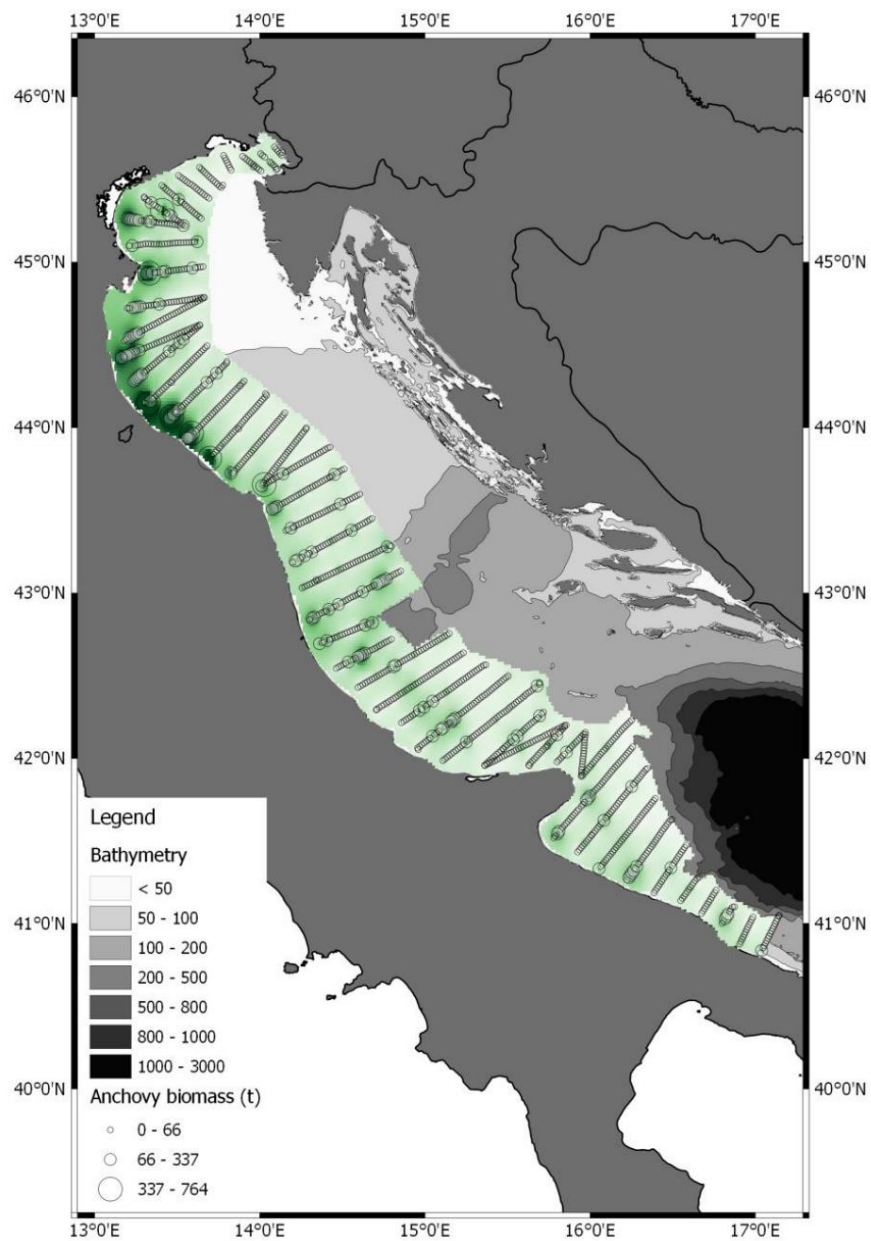 13°0'E 14°0'E 15°0'E 16°0'E 17°0'E
46°0'N 46°0'N
45°0'N 45°0'N
44°0'N 44°0'N
43°0'N 43°0'N
42°0'N 42°0'N
Legend
Bathymetry
< 50
50 - 100
41°0'N
100 - 200
200 - 500
500 - 800
800 - 1000
1000 - 3000
40°0'N 40°0'N
Anchovy biomass (t)
0 - 66
66 - 337
337 - 764
13°0'E 14°0'E 15°0'E 16°0'E 17°0'E